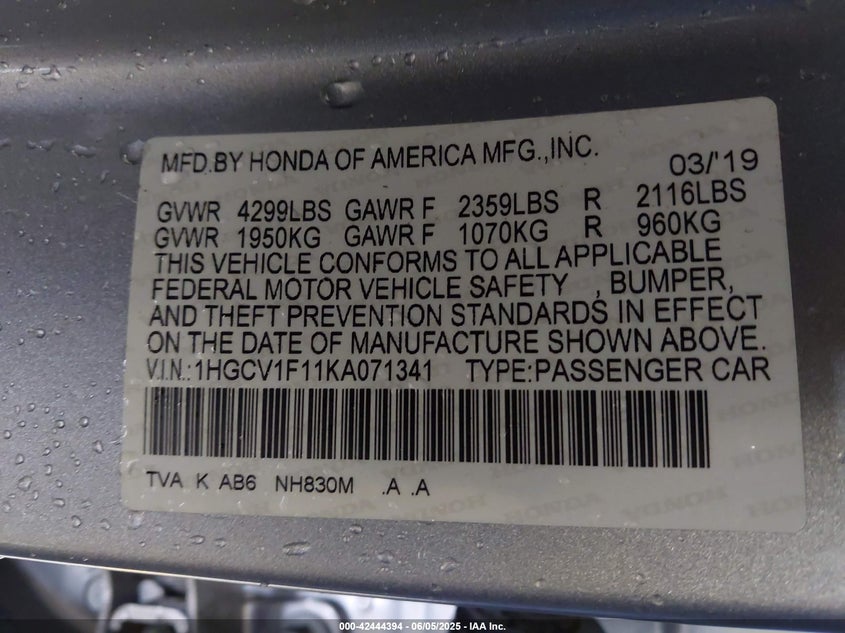 MFD.BY HONDA OF AMERICA MFG.,INC. 03/'19
GVWR 4299LBS GAWR F 2359LBS R 2116LBS
GVWR 1950KG GAWR F 1070KG R 960KG
THIS VEHICLE CONFORMS TO ALL APPLICABLE
FEDERAL MOTOR VEHICLE SAFETY , BUMPER,
AND THEFT PREVENTION STANDARDS IN EFFECT
ON THE DATE OF MANUFACTURE SHOWN ABOVE.
V.I.N.:1HGCV1F11KA071341 TYPE:PASSENGER CAR
TVA K AB6 NH830M .A .A
000-42444394 - 06/05/2025 - IAA Inc.